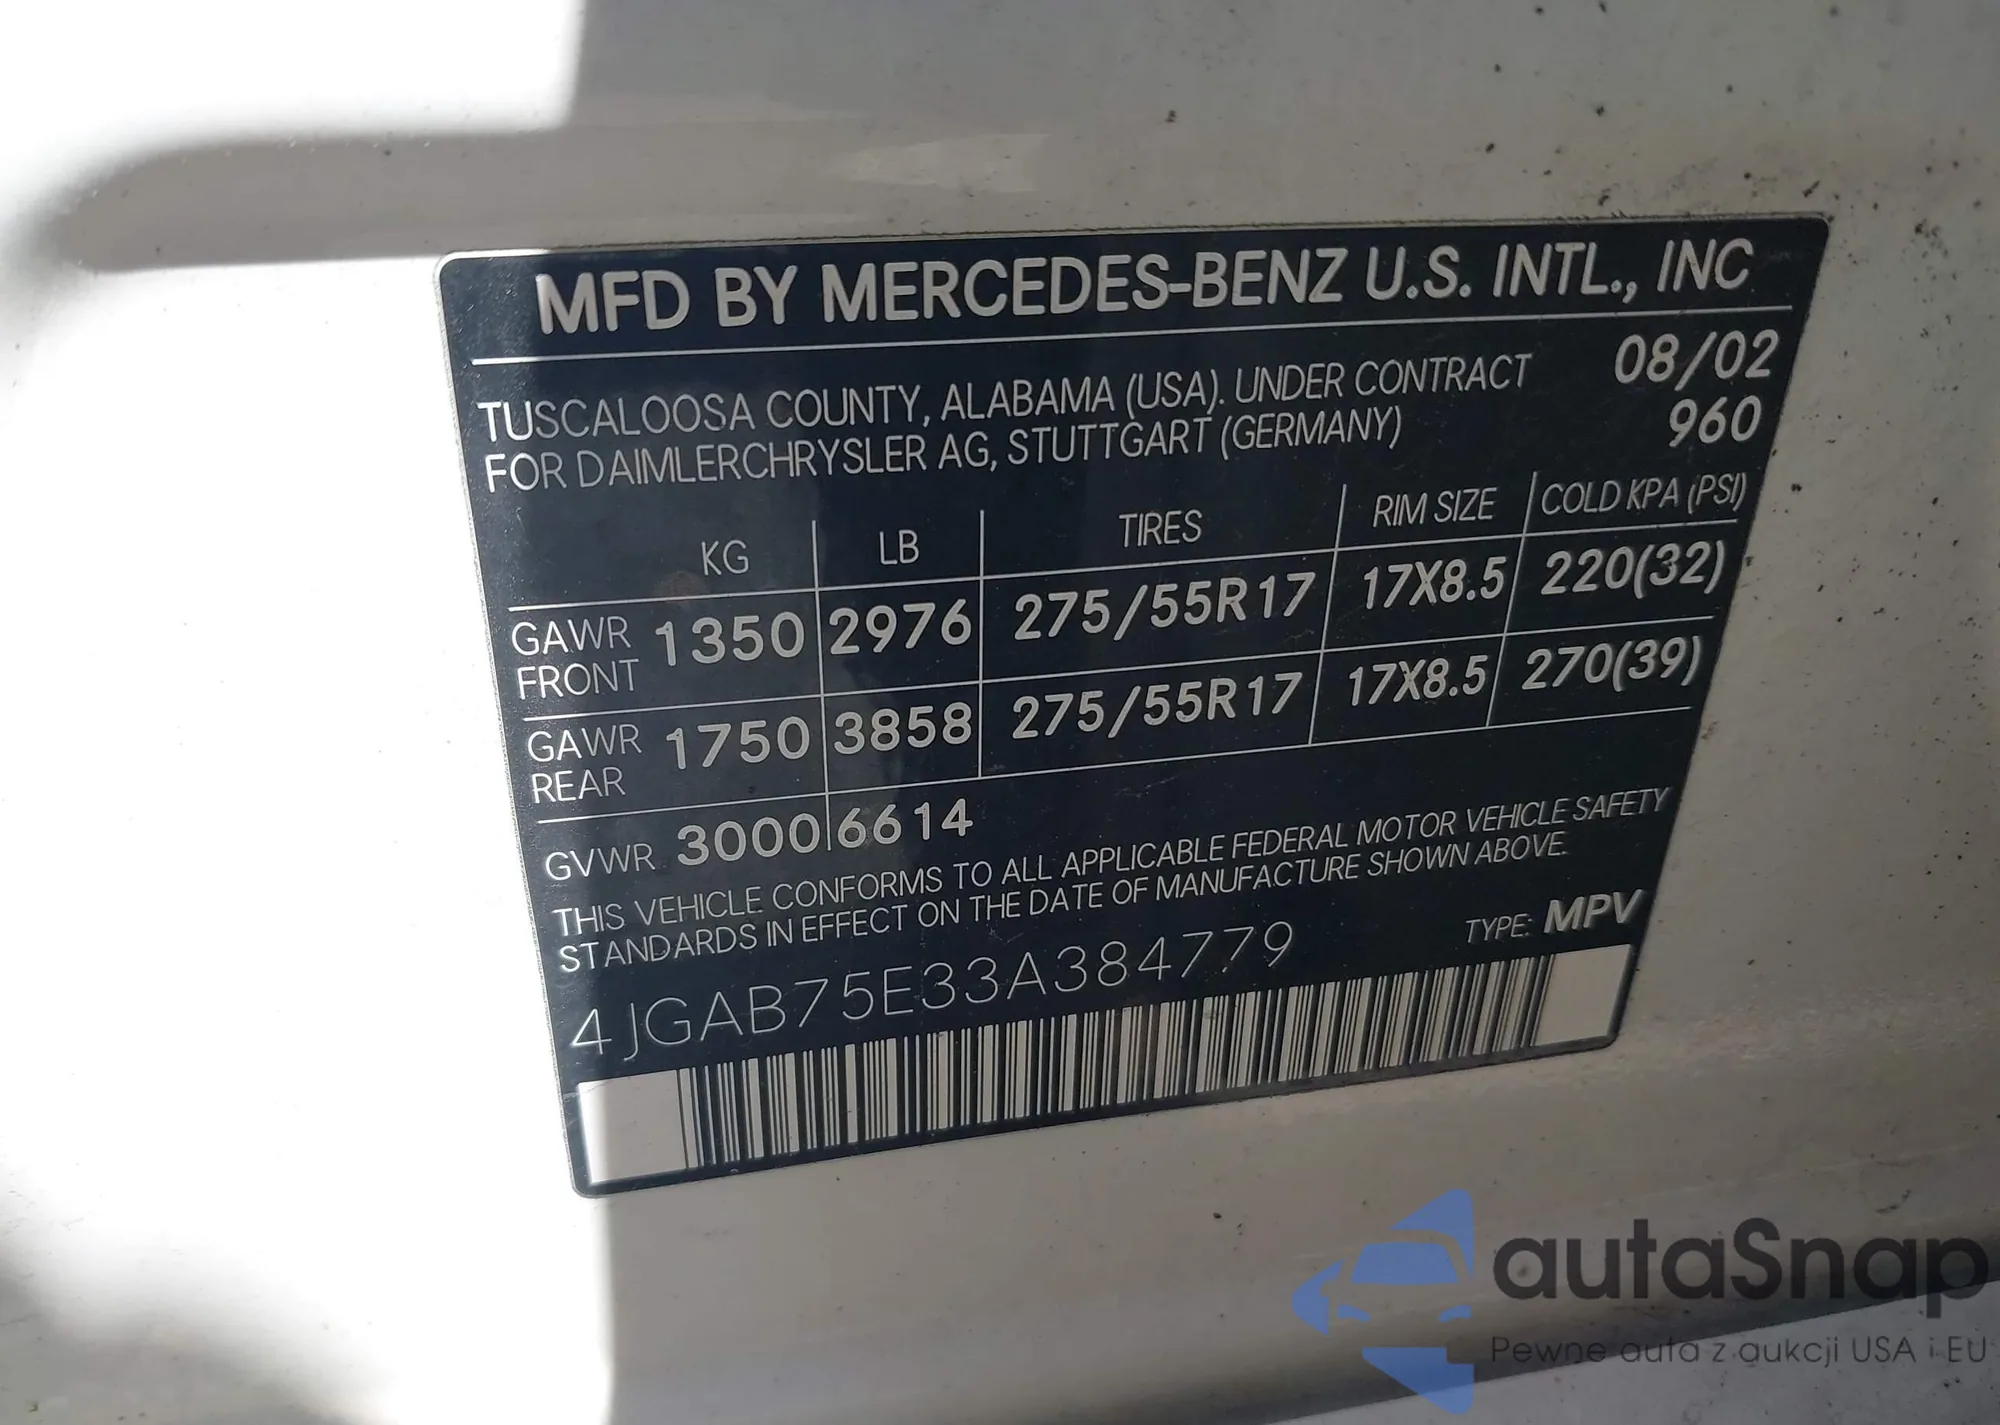 MFD BY MERCEDES-BENZ U.S. INTL., INC
TUSCALOOSA COUNTY, ALABAMA (USA). UNDER CONTRACT 08/02
FOR DAIMLERCHRYSLER AG, STUTTGART (GERMANY) 960
KG LB TIRES RIM SIZE COLD KPA (PSI)
GAWR FRONT 1350 2976 275/55R17 17X8.5 220(32)
GAWR REAR 1750 3858 275/55R17 17X8.5 270(39)
GVWR 3000 6614
THIS VEHICLE CONFORMS TO ALL APPLICABLE FEDERAL MOTOR VEHICLE SAFETY
STANDARDS IN EFFECT ON THE DATE OF MANUFACTURE SHOWN ABOVE.
4JGAB75E33A384779 TYPE: MPV
autaSnap
Pewne auta z aukcji USA i EU